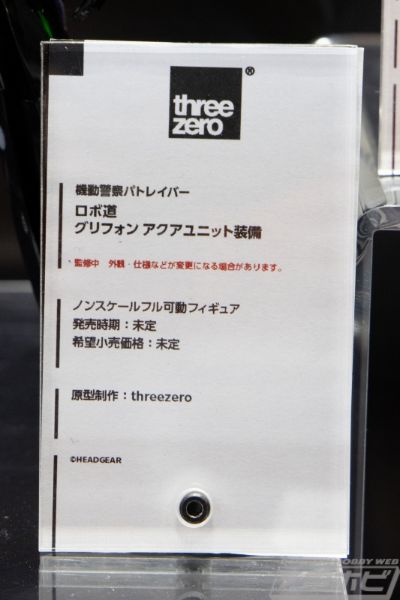 three
zero
®
機動警察パトレイバー
ロボ道
グリフォン アクアユニット装備
*監修中 外観・仕様などが変更になる場合があります。
ノンスケールフル可動フィギュア
発売時期：未定
希望小売価格：未定
原型制作：threezero
©HEADGEAR
HOBBY WEB
ホビ